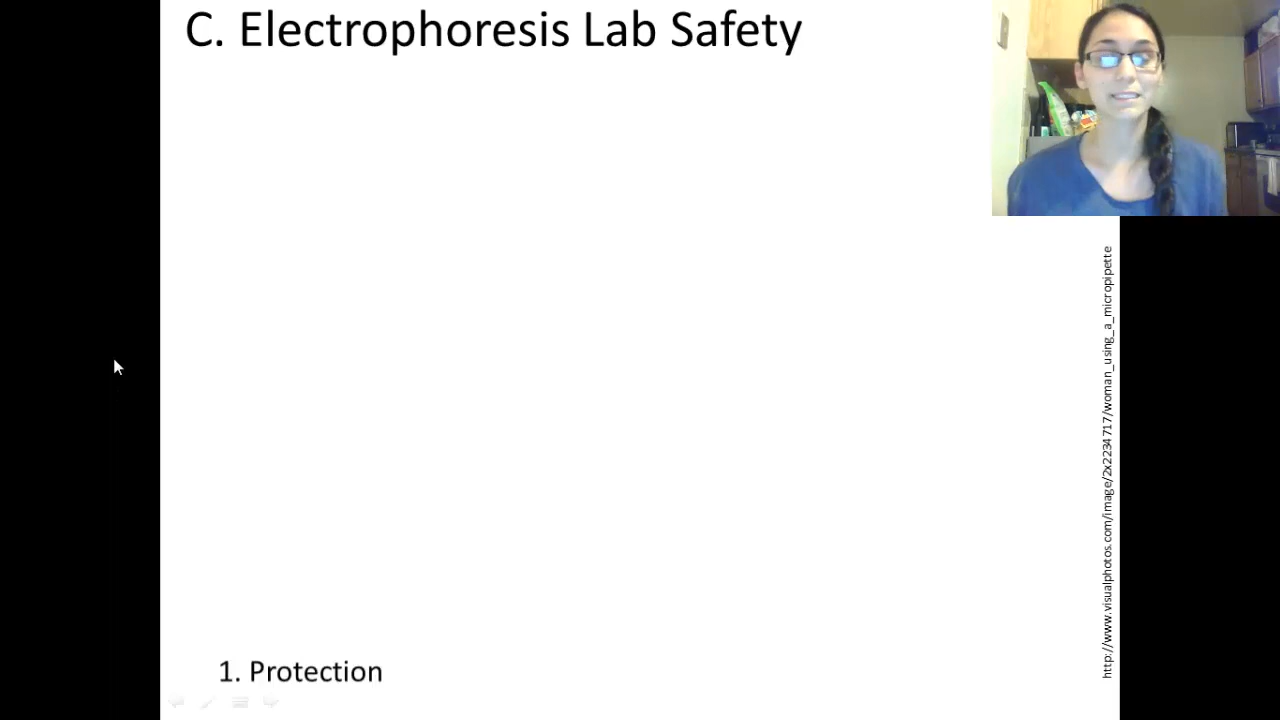 C. Electrophoresis Lab Safety
http://www.visualphotos.com/image/2x2234717/woman_using_a_micropipette
1. Protection